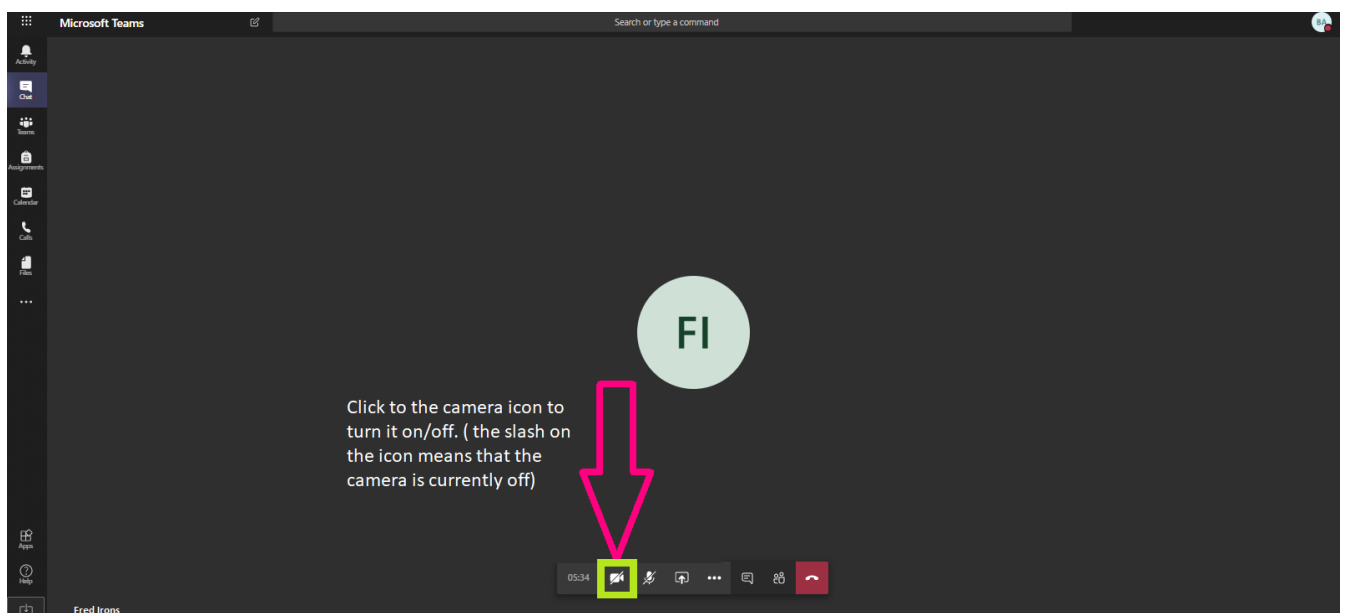 Microsoft Teams
Search or type a command
BA
Activity
Chat
Teams
Assignments
Calendar
Calls
Files
FI
Click to the camera icon to
turn it on/off. ( the slash on
the icon means that the
camera is currently off)
Apps
Help
05:34
Fred Irons